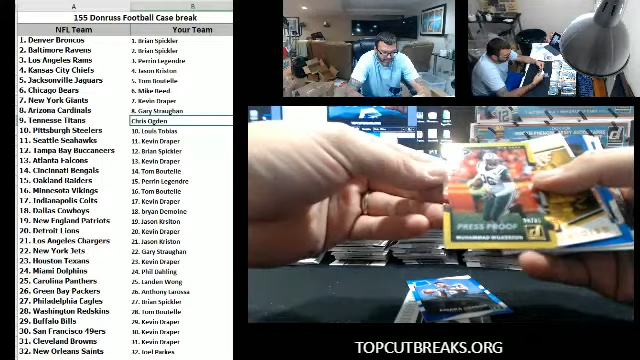 A B
155 Donruss Football Case break
NFL Team Your Team
1. Denver Broncos 1. Brian Spickler
2. Baltimore Ravens 2. Brian Spickler
3. Los Angeles Rams 3. Perrin Legendre
4. Kansas City Chiefs 4. Jason Kriston
5. Jacksonville Jaguars 5. Tom Boutelle
6. Chicago Bears 6. Mike Reed
7. New York Giants 7. Kevin Draper
8. Arizona Cardinals 8. Gary Straughan
9. Tennesse Titans Chris Ogden
10. Pittsburgh Steelers 10. Louis Tobias
11. Seattle Seahawks 11. Kevin Draper
12. Tampa Bay Buccaneers 12. Brian Spickler
13. Atlanta Falcons 13. Kevin Draper
14. Cincinnati Bengals 14. Tom Boutelle
15. Oakland Raiders 15. Perrin Legendre
16. Minnesota Vikings 16. Tom Boutelle
17. Indianapolis Colts 17. Kevin Draper
18. Dallas Cowboys 18. bryan Demoine
19. New England Patriots 19. Jason Krsiton
20. Detroit Lions 20. Kevin Draper
21. Los Angeles Chargers 21. Jason Kriston
22. New York Jets 22. Gary Straughan
23. Houston Texans 23. Kevin Draper
24. Miami Dolphins 24. Phil Dahling
25. Carolina Panthers 25. Landen Wong
26. Green Bay Packers 26. Anthony Larossa
27. Philadelphia Eagles 27. Brian Spickler
28. Washington Redskins 28. Tom Boutelle
29. Buffalo Bills 29. Kevin Draper
30. San Francisco 49ers 30. Kevin Draper
31. Cleveland Browns 31. Kevin Draper
32. New Orleans Saints 32. Joel Parkes
PRESS PROOF
MUHAMMAD WILKERSON
TOPCUTBREAKS.ORG